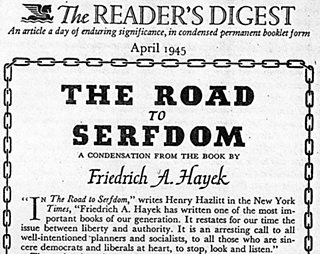 The READER'S DIGEST
An article a day of enduring significance, in condensed permanent booklet form
April 1945
THE ROAD
TO
SERFDOM
A CONDENSATION FROM THE BOOK BY
Friedrich A. Hayek
"IN The Road to Serfdom," writes Henry Hazlitt in the New York
Times, "Friedrich A. Hayek has written one of the most im-
portant books of our generation. It restates for our time the
issue between liberty and authority. It is an arresting call to all
well-intentioned planners and socialists, to all those who are sin-
cere democrats and liberals at heart, to stop, look and listen."